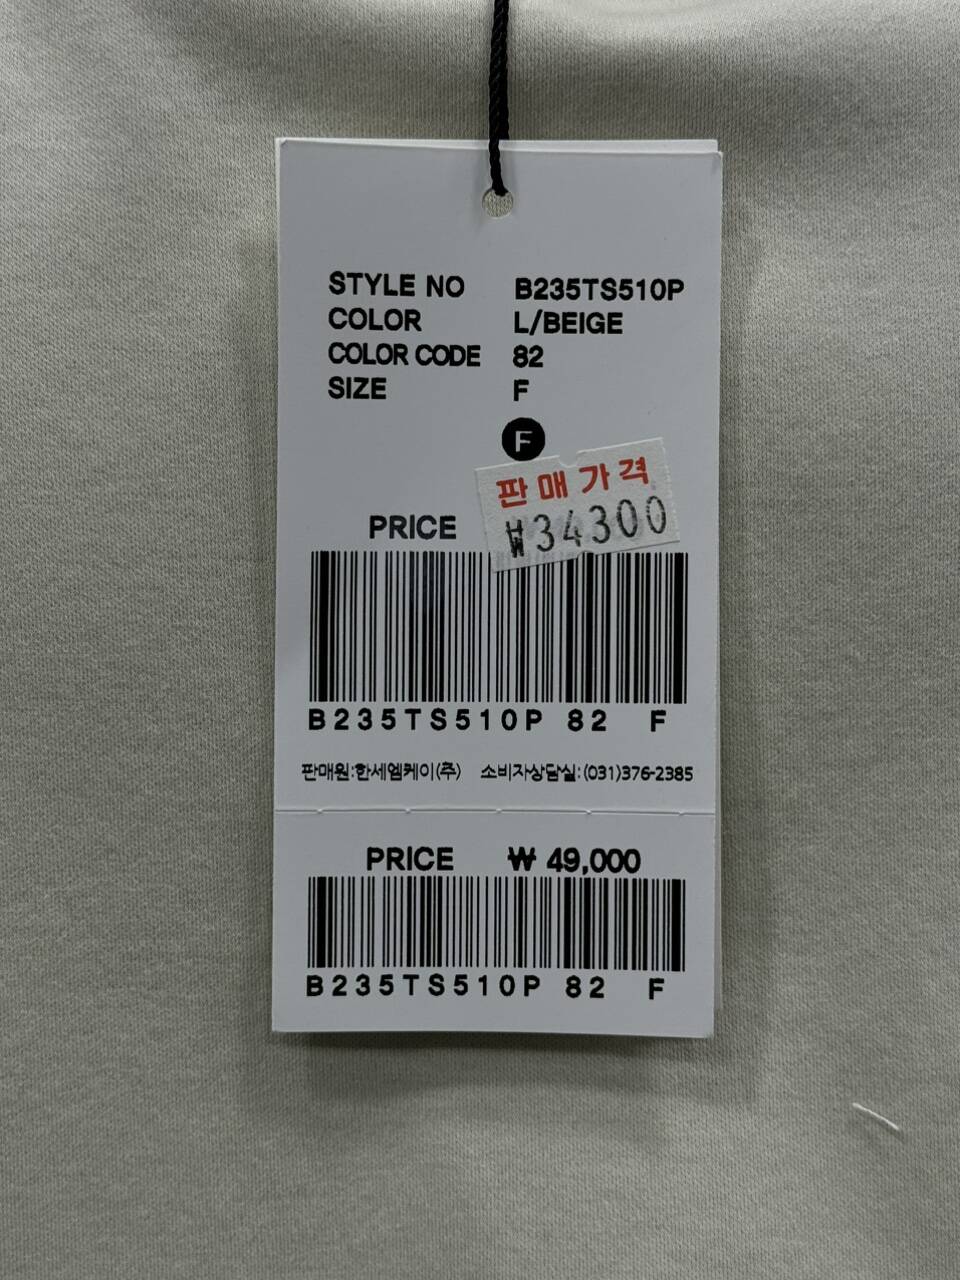 STYLE NO B235TS510P
COLOR L/BEIGE
COLOR CODE 82
SIZE F
F
판매가격
₩34300
PRICE
B235TS510P 82 F
판매원:한세엠케이(주) 소비자상담실:(031)376-2385
PRICE ₩ 49,000
B235TS510P 82 F